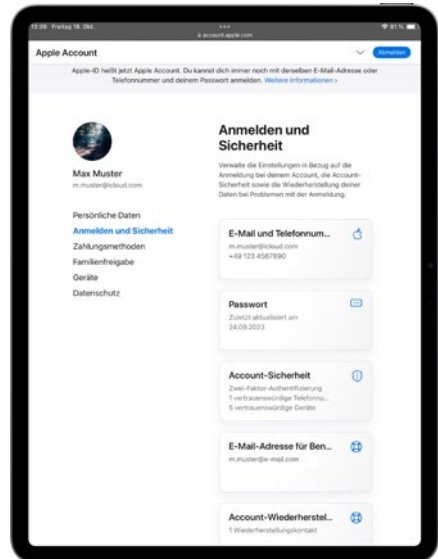 13:39 Freitag 16. Okt.
81 %
account.apple.com
Apple Account
Abmelden
Apple-ID heißt jetzt Apple Account. Du kannst dich immer noch mit derselben E-Mail-Adresse oder
Telefonnummer und deinem Passwort anmelden. Weitere Informationen >
Max Muster
m.muster@icloud.com
Persönliche Daten
Anmelden und Sicherheit
Zahlungsmethoden
Familienfreigabe
Geräte
Datenschutz
Anmelden und
Sicherheit
Verwalte die Einstellungen in Bezug auf die
Anmeldung bei deinem Account, die Account-
Sicherheit sowie die Wiederherstellung deiner
Daten bei Problemen mit der Anmeldung.
E-Mail und Telefonnum...
m.muster@icloud.com
+49 123 4567890
Passwort
Zuletzt aktualisiert am
24.09.2023
Account-Sicherheit
Zwei-Faktor-Authentifizierung
1 vertrauenswürdige Telefonnu...
5 vertrauenswürdige Geräte
E-Mail-Adresse für Ben...
m.muster@e-mail.com
Account-Wiederherstel...
1 Wiederherstellungskontakt